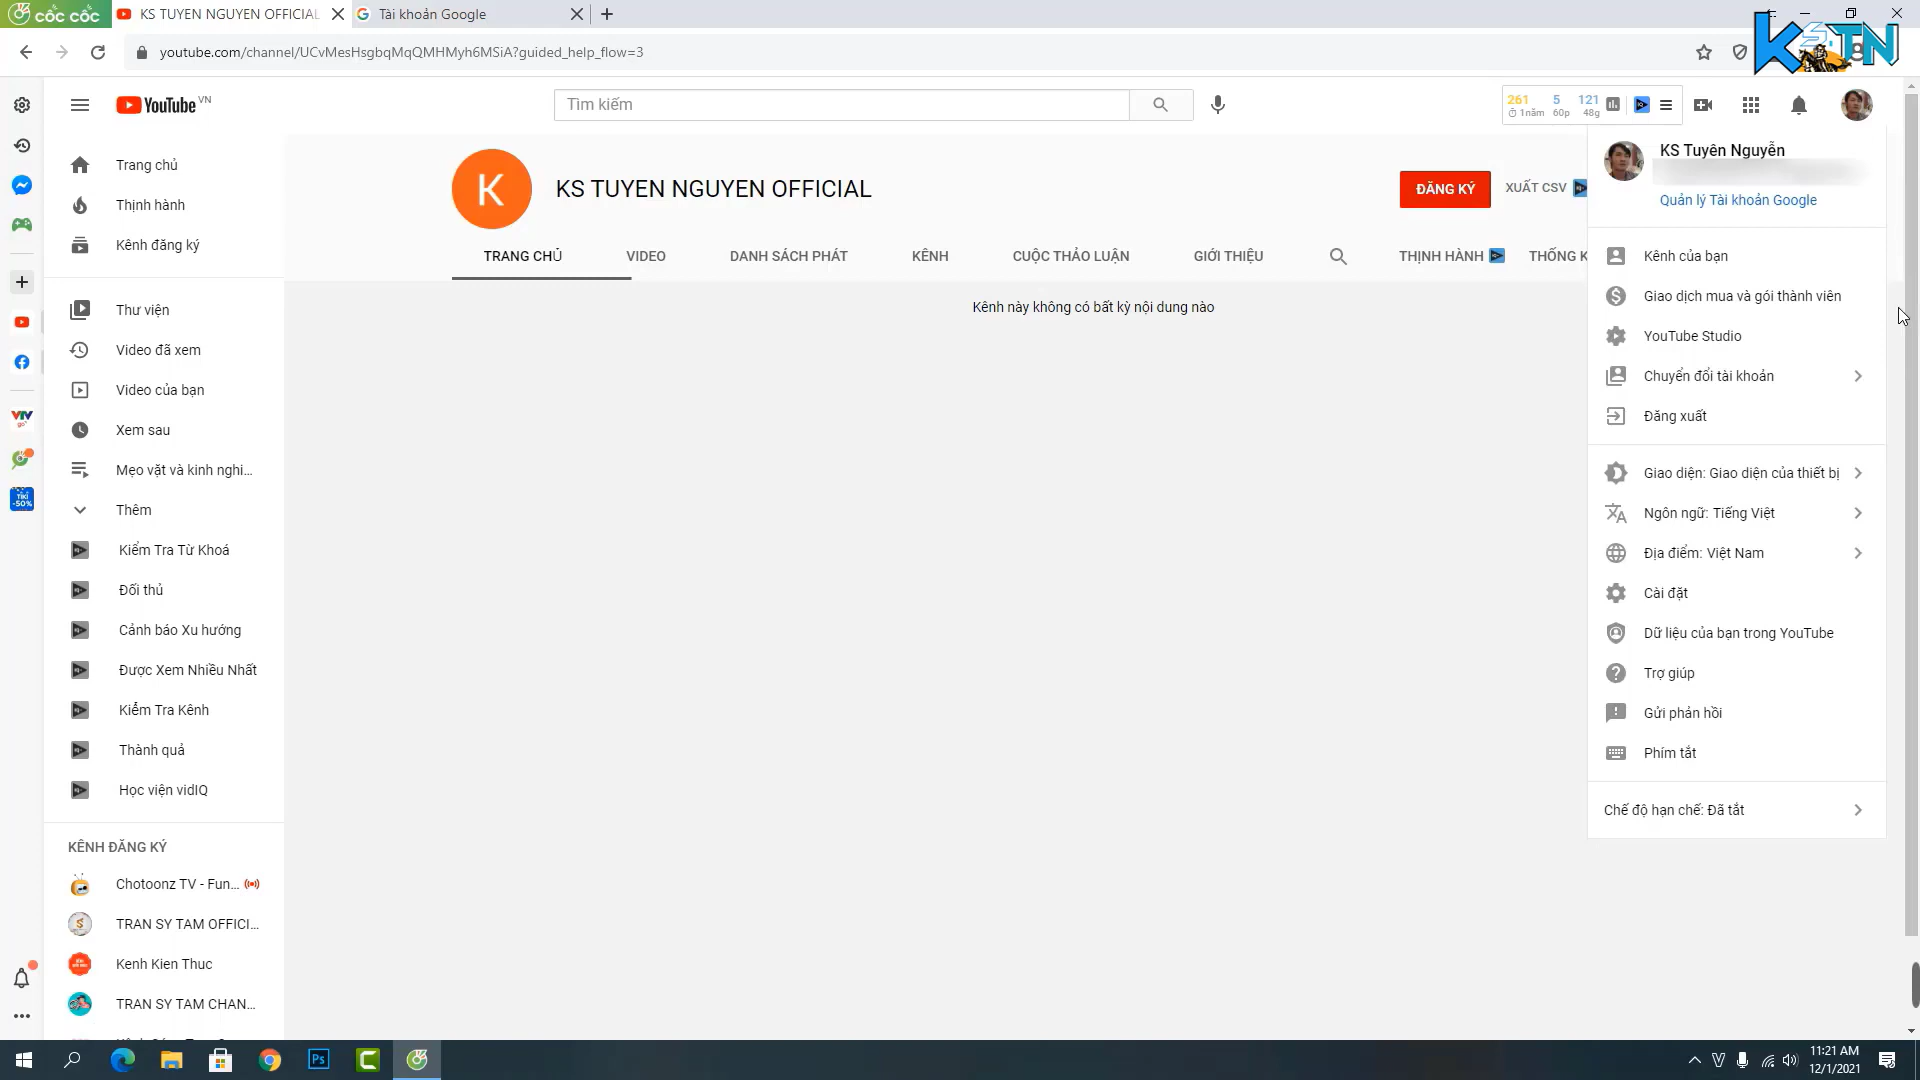 cốc cốc
KS TUYEN NGUYEN OFFICIAL
Tài khoản Google
youtube.com/channel/UCvMesHsgbqMqQMHMyh6MSiA?guided_help_flow=3
KSTN
YouTube VN
Tìm kiếm
261 5 121
1năm 60p 48g
Trang chủ
Thịnh hành
Kênh đăng ký
Thư viện
Video đã xem
Video của bạn
Xem sau
Mẹo vặt và kinh nghi...
Thêm
Kiểm Tra Từ Khoá
Đối thủ
Cảnh báo Xu hướng
Được Xem Nhiều Nhất
Kiểm Tra Kênh
Thành quả
Học viện vidIQ
KÊNH ĐĂNG KÝ
Chotoonz TV - Fun...
TRAN SY TAM OFFICI...
Kenh Kien Thuc
TRAN SY TAM CHAN...
VTV
go
TIKI
-50%
K
KS TUYEN NGUYEN OFFICIAL
ĐĂNG KÝ
XUẤT CSV
TRANG CHỦ
VIDEO
DANH SÁCH PHÁT
KÊNH
CUỘC THẢO LUẬN
GIỚI THIỆU
THỊNH HÀNH
THỐNG K
Kênh này không có bất kỳ nội dung nào
KS Tuyên Nguyễn
Quản lý Tài khoản Google
Kênh của bạn
Giao dịch mua và gói thành viên
YouTube Studio
Chuyển đổi tài khoản
Đăng xuất
Giao diện: Giao diện của thiết bị
Ngôn ngữ: Tiếng Việt
Địa điểm: Việt Nam
Cài đặt
Dữ liệu của bạn trong YouTube
Trợ giúp
Gửi phản hồi
Phím tắt
Chế độ hạn chế: Đã tắt
Ps
V
11:21 AM
12/1/2021